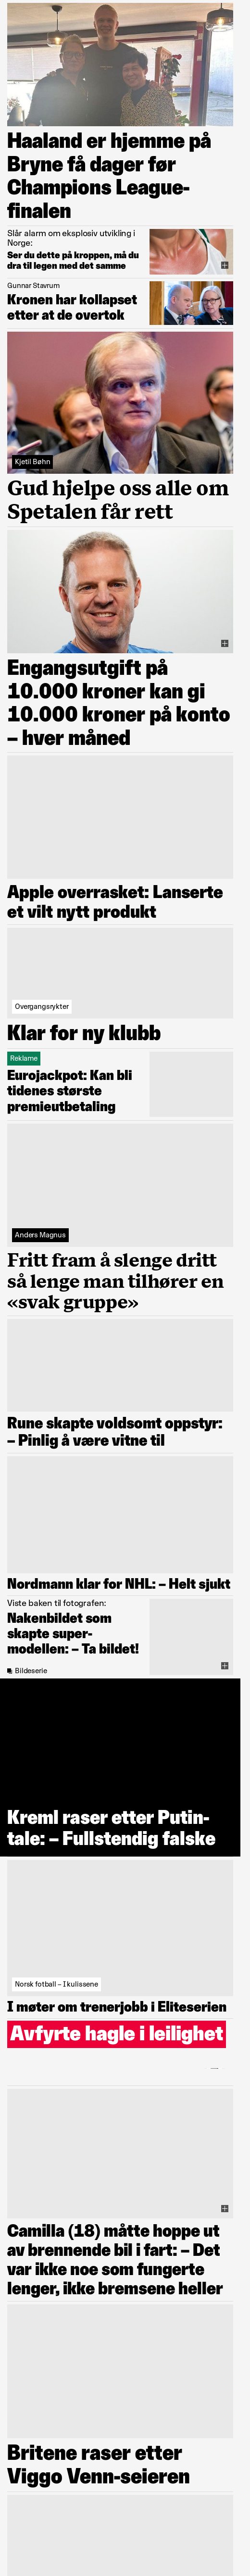 Haaland er hjemme på
Bryne få dager før
Champions League-
finalen
Slår alarm om eksplosiv utvikling i
Norge:
Ser du dette på kroppen, må du
dra til legen med det samme
Gunnar Stavrum
Kronen har kollapset
etter at de overtok
Kjetil Bøhn
Gud hjelpe oss alle om
Spetalen får rett
Engangsutgift på
10.000 kroner kan gi
10.000 kroner på konto
– hver måned
Apple overrasket: Lanserte
et vilt nytt produkt
Overgangsrykter
Klar for ny klubb
Reklame
Eurojackpot: Kan bli
tidenes største
premieutbetaling
Anders Magnus
Fritt fram å slenge dritt
så lenge man tilhører en
«svak gruppe»
Rune skapte voldsomt oppstyr:
– Pinlig å være vitne til
Nordmann klar for NHL: – Helt sjukt
Viste baken til fotografen:
Nakenbildet som
skapte super-
modellen: – Ta bildet!
Bildeserie
Kreml raser etter Putin-
tale: – Fullstendig falske
Norsk fotball – I kulissene
I møter om trenerjobb i Eliteserien
Avfyrte hagle i leilighet
Camilla (18) måtte hoppe ut
av brennende bil i fart: – Det
var ikke noe som fungerte
lenger, ikke bremsene heller
Britene raser etter
Viggo Venn-seieren